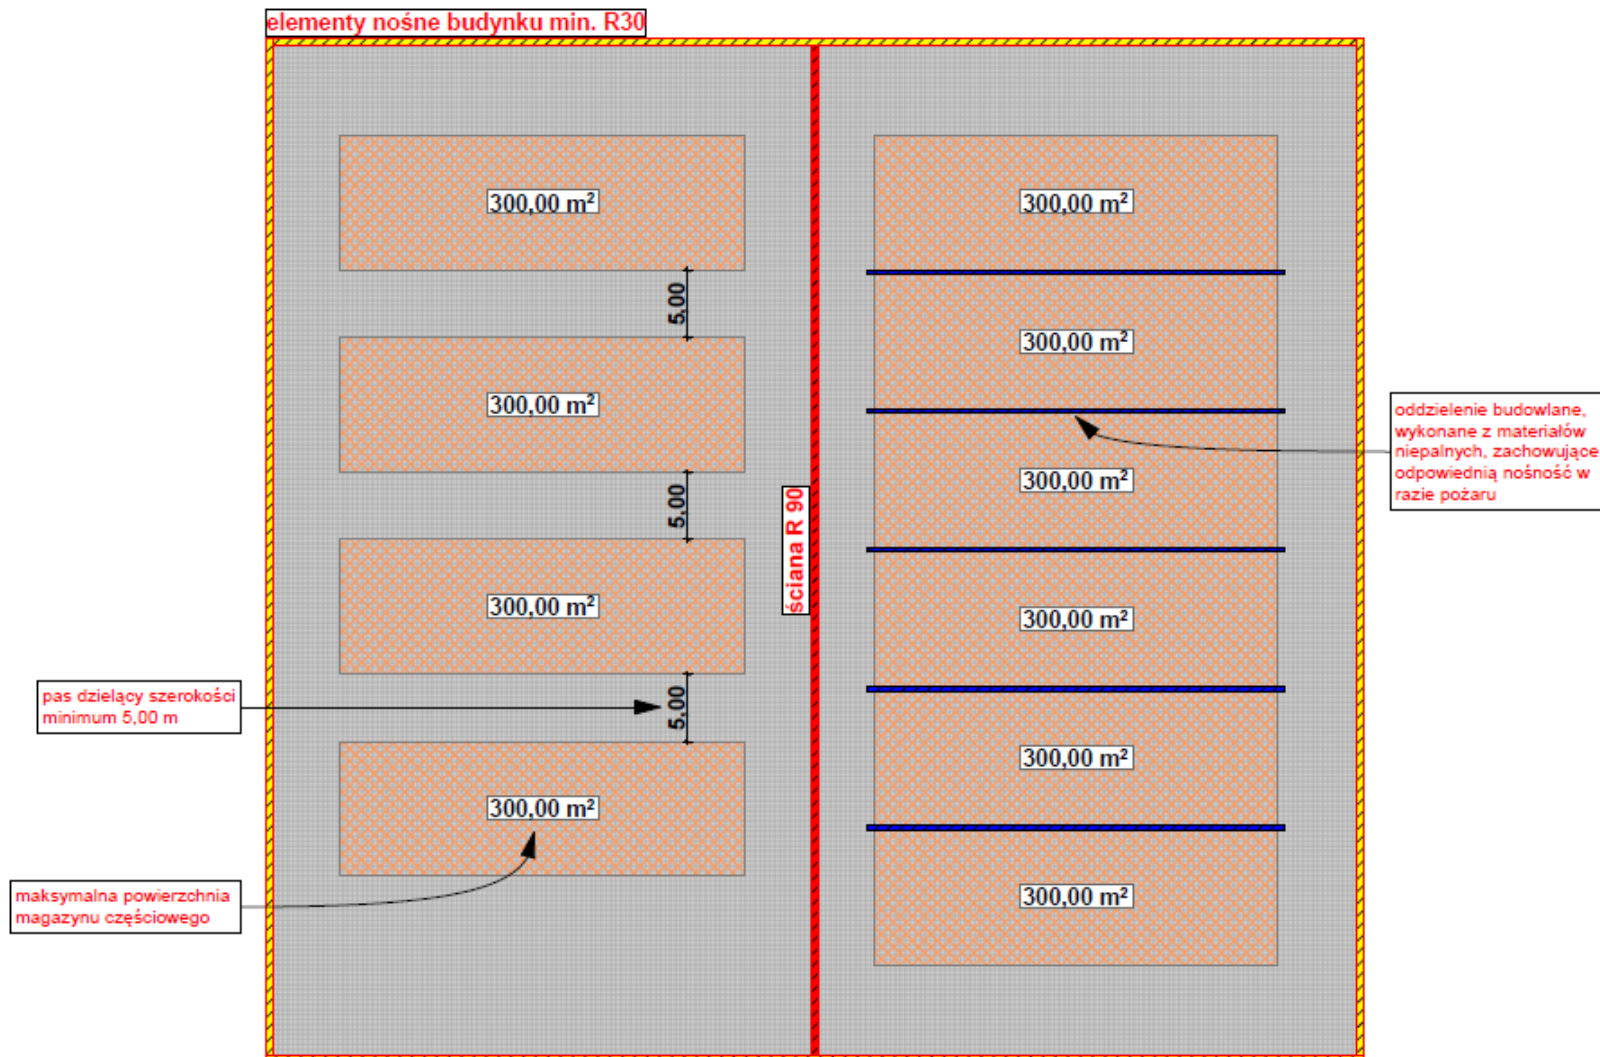 elementy nośne budynku min. R30
300,00 m²
5,00
300,00 m²
5,00
300,00 m²
5,00
300,00 m²
ściana R 90
300,00 m²
300,00 m²
300,00 m²
300,00 m²
300,00 m²
300,00 m²
oddzielenie budowlane,
wykonane z materiałów
niepalnych, zachowujące
odpowiednią nośność w
razie pożaru
pas dzielący szerokości
minimum 5,00 m
maksymalna powierzchnia
magazynu częściowego